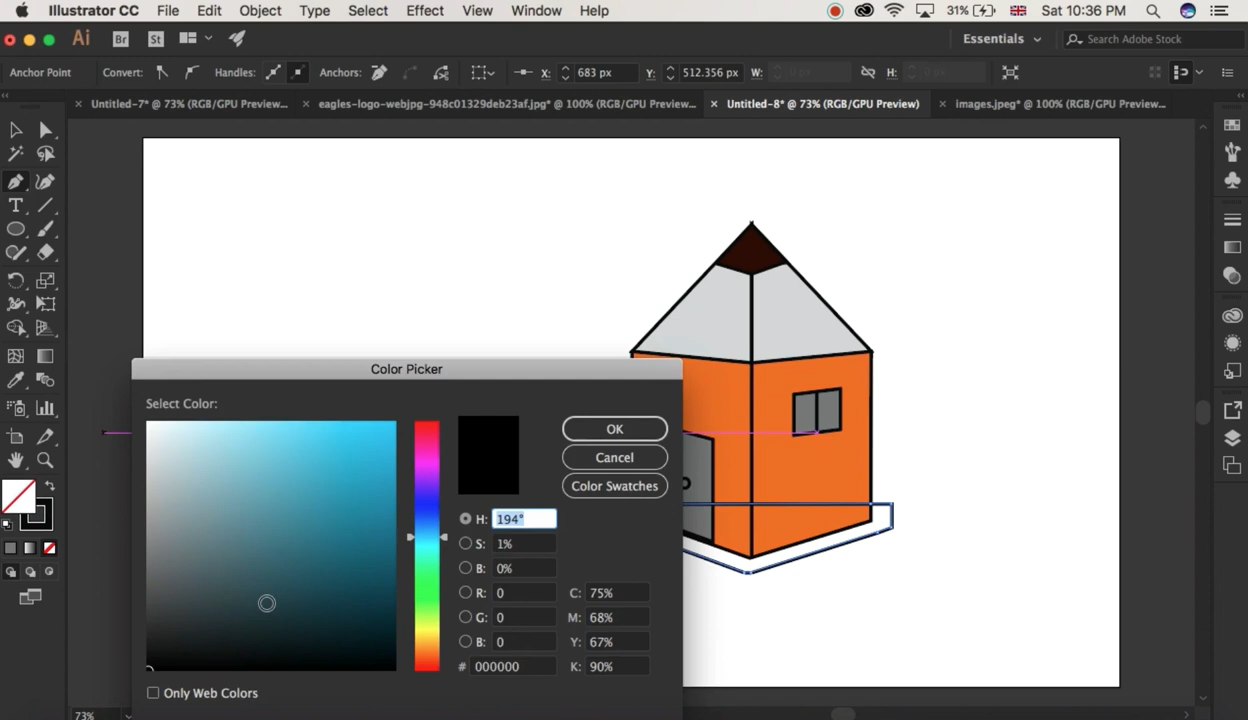 Illustrator CC File Edit Object Type Select Effect View Window Help 31% Sat 10:36 PM
Ai Br St Essentials Search Adobe Stock
Anchor Point Convert: Handles: Anchors: X: 683 px Y: 512.356 px W: 0 px H: 0 px
× Untitled-7* @ 73% (RGB/GPU Preview... × eagles-logo-webjpg-948c01329deb23af.jpg* @ 100% (RGB/GPU Preview... × Untitled-8* @ 73% (RGB/GPU Preview) × images.jpeg* @ 100% (RGB/GPU Preview...
Color Picker
Select Color:
OK
Cancel
Color Swatches
H: 194°
S: 1%
B: 0%
R: 0 C: 75%
G: 0 M: 68%
B: 0 Y: 67%
# 000000 K: 90%
Only Web Colors
73%